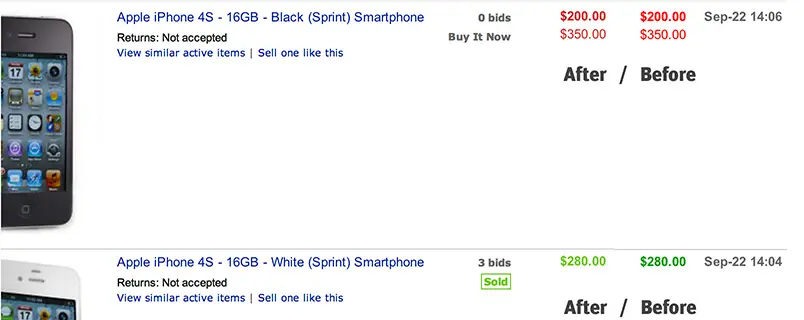 Apple iPhone 4S - 16GB - Black (Sprint) Smartphone 0 bids $200.00 $200.00 Sep-22 14:06
Returns: Not accepted Buy It Now $350.00 $350.00
View similar active items | Sell one like this
After / Before
Apple iPhone 4S - 16GB - White (Sprint) Smartphone 3 bids $280.00 $280.00 Sep-22 14:04
Returns: Not accepted Sold
View similar active items | Sell one like this
After / Before